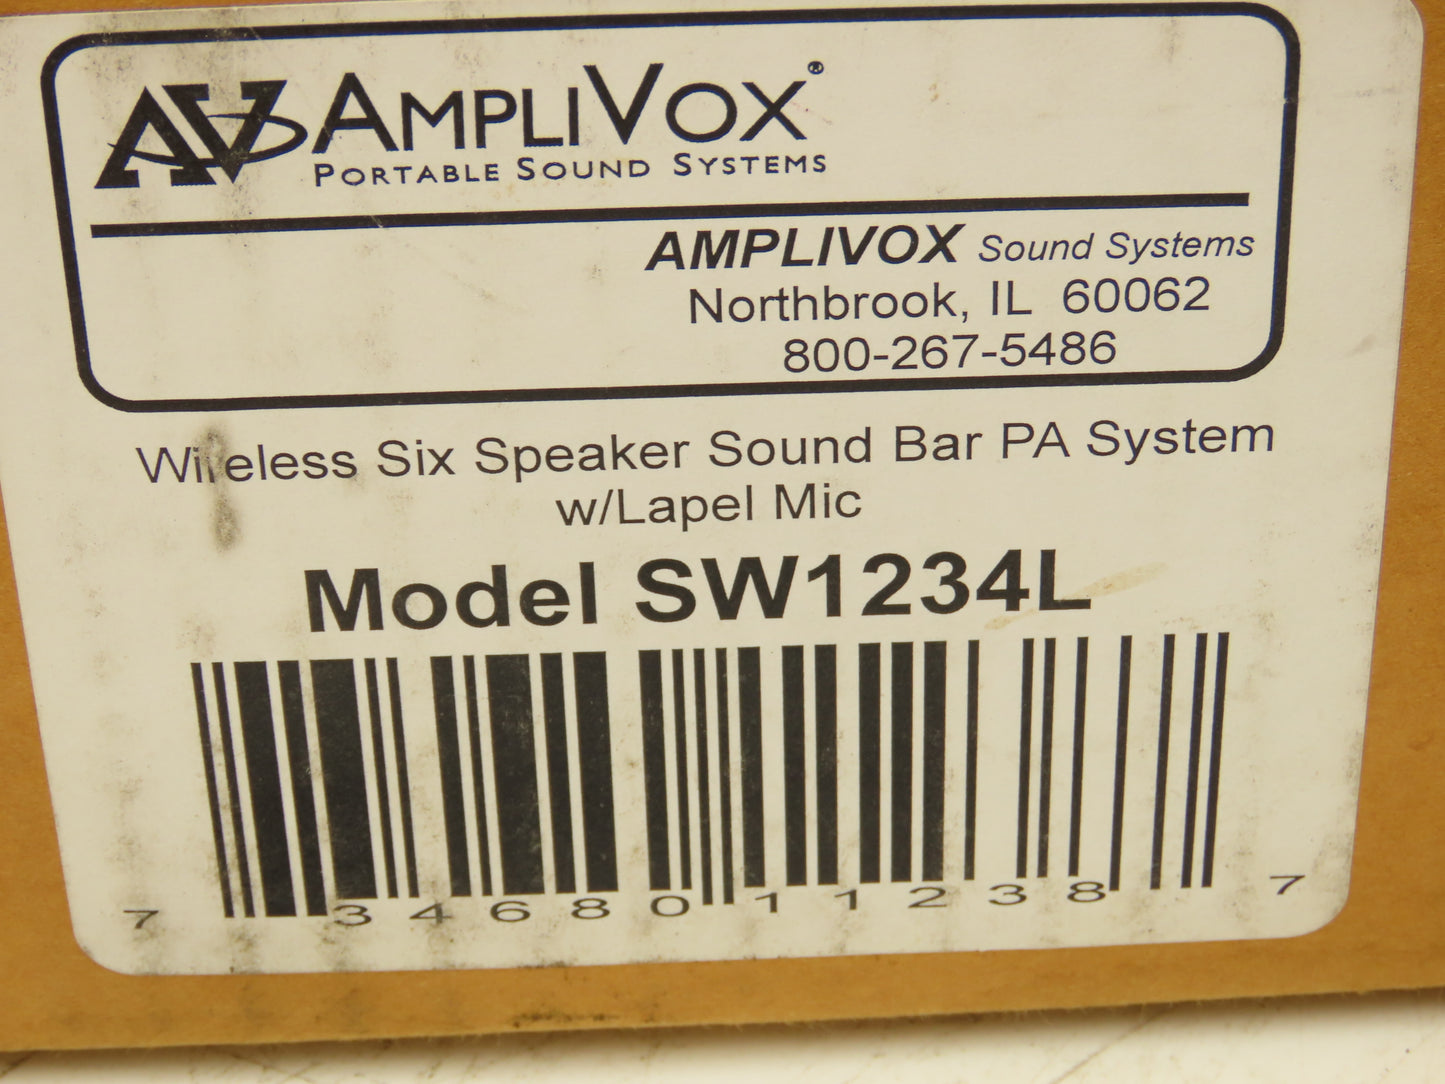 AV AMPLIVOX®
PORTABLE SOUND SYSTEMS
AMPLIVOX Sound Systems
Northbrook, IL 60062
800-267-5486
Wireless Six Speaker Sound Bar PA System
w/Lapel Mic
Model SW1234L
7 34680 11238 7